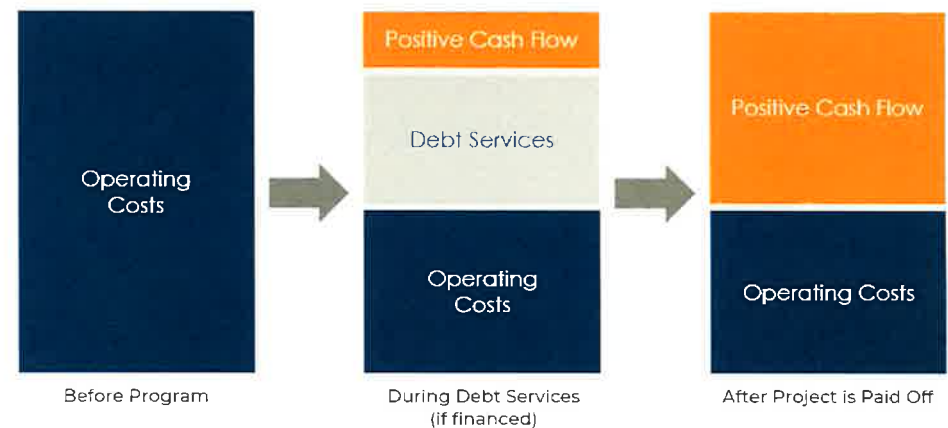 Operating
Costs
Before Program
Positive Cash Flow
Debt Services
Operating
Costs
During Debt Services
(if financed)
Positive Cash Flow
Operating Costs
After Project is Paid Off